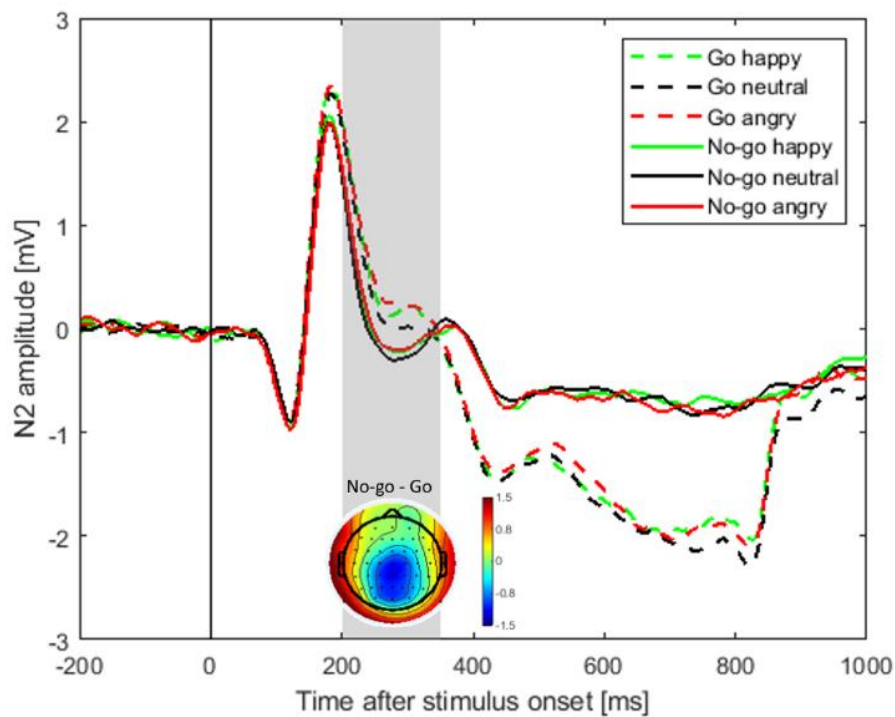 3
2
1
0
-1
-2
-3
N2 amplitude [mV]
Go happy
Go neutral
Go angry
No-go happy
No-go neutral
No-go angry
No-go - Go
1.5
0.8
0
-0.8
-1.5
-200
0
200
400
600
800
1000
Time after stimulus onset [ms]